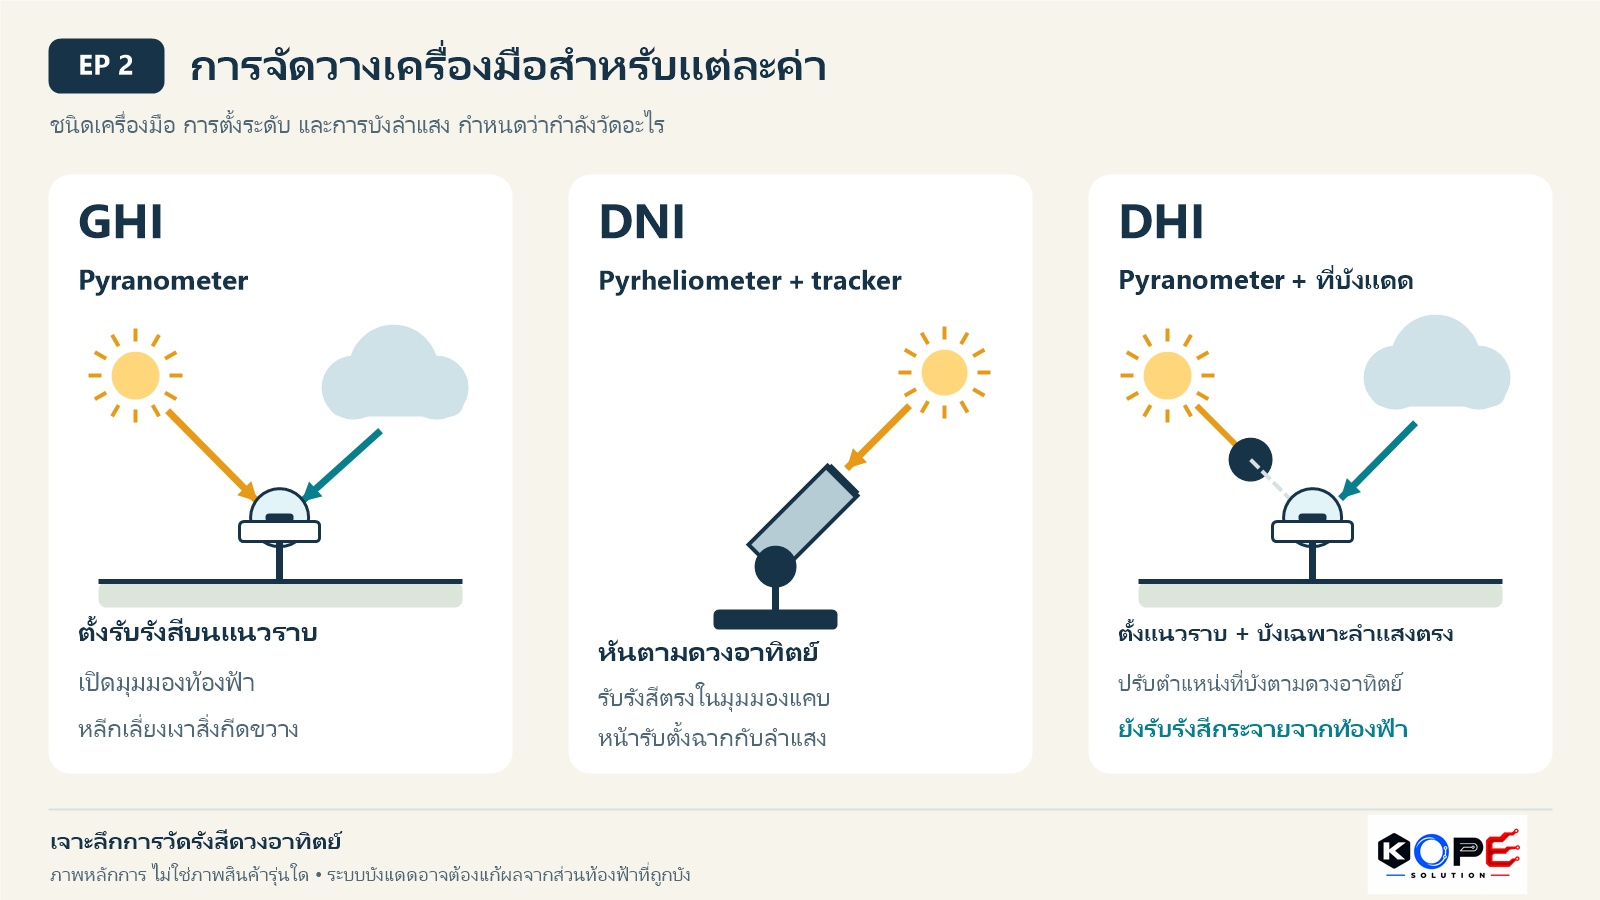 EP 2
การจัดวางเครื่องมือสำหรับแต่ละค่า
ชนิดเครื่องมือ การตั้งระดับ และการบังลำแสง กำหนดว่ากำลังวัดอะไร
GHI
Pyranometer
ตั้งรับรังสีบนแนวราบ
เปิดมุมมองท้องฟ้า
หลีกเลี่ยงเงาสิ่งกีดขวาง
DNI
Pyrheliometer + tracker
หันตามดวงอาทิตย์
รับรังสีตรงในมุมมองแคบ
หน้ารับตั้งฉากกับลำแสง
DHI
Pyranometer + ที่บังแดด
ตั้งแนวราบ + บังเฉพาะลำแสงตรง
ปรับตำแหน่งที่บังตามดวงอาทิตย์
ยังรับรังสีกระจายจากท้องฟ้า
เจาะลึกการวัดรังสีดวงอาทิตย์
ภาพหลักการ ไม่ใช่ภาพสินค้ารุ่นใด • ระบบบังแดดอาจต้องแก้ผลจากส่วนท้องฟ้าที่ถูกบัง
KOPE
SOLUTION